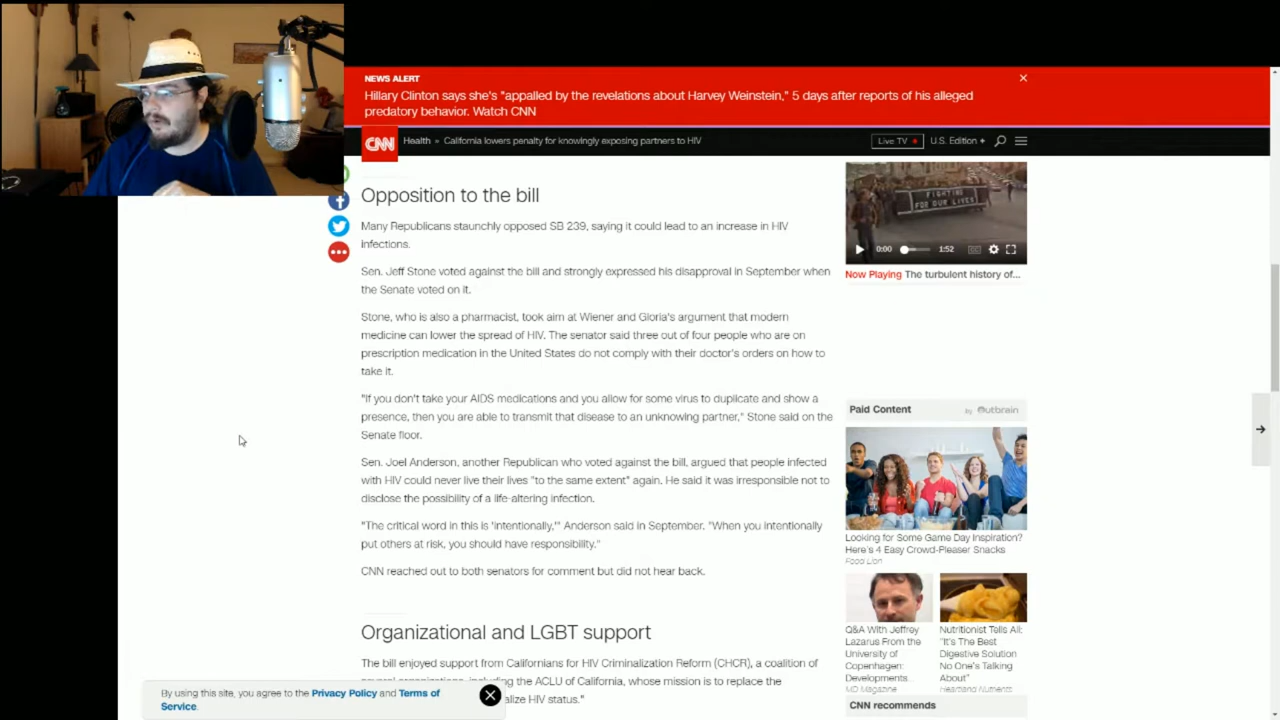 NEWS ALERT
Hillary Clinton says she's "appalled by the revelations about Harvey Weinstein," 5 days after reports of his alleged
predatory behavior. Watch CNN
CNN
Health » California lowers penalty for knowingly exposing partners to HIV
Live TV
U.S. Edition +
Opposition to the bill
Many Republicans staunchly opposed SB 239, saying it could lead to an increase in HIV
infections.
Sen. Jeff Stone voted against the bill and strongly expressed his disapproval in September when
the Senate voted on it.
Stone, who is also a pharmacist, took aim at Wiener and Gloria's argument that modern
medicine can lower the spread of HIV. The senator said three out of four people who are on
prescription medication in the United States do not comply with their doctor's orders on how to
take it.
"If you don't take your AIDS medications and you allow for some virus to duplicate and show a
presence, then you are able to transmit that disease to an unknowing partner," Stone said on the
Senate floor.
Sen. Joel Anderson, another Republican who voted against the bill, argued that people infected
with HIV could never live their lives "to the same extent" again. He said it was irresponsible not to
disclose the possibility of a life-altering infection.
"The critical word in this is 'intentionally,'" Anderson said in September. "When you intentionally
put others at risk, you should have responsibility."
CNN reached out to both senators for comment but did not hear back.
Organizational and LGBT support
The bill enjoyed support from Californians for HIV Criminalization Reform (CHCR), a coalition of
several organizations, including the ACLU of California, whose mission is to replace the
alize HIV status."
By using this site, you agree to the Privacy Policy and Terms of
Service.
FIGHTING
FOR OUR LIVES
0:00
1:52
Now Playing The turbulent history of...
Paid Content
by Outbrain
Looking for Some Game Day Inspiration?
Here's 4 Easy Crowd-Pleaser Snacks
Food Lion
Q&A With Jeffrey
Lazarus From the
University of
Copenhagen:
Developments...
MD Magazine
Nutritionist Tells All:
"It's The Best
Digestive Solution
No One's Talking
About"
Heartland Nutrients
CNN recommends